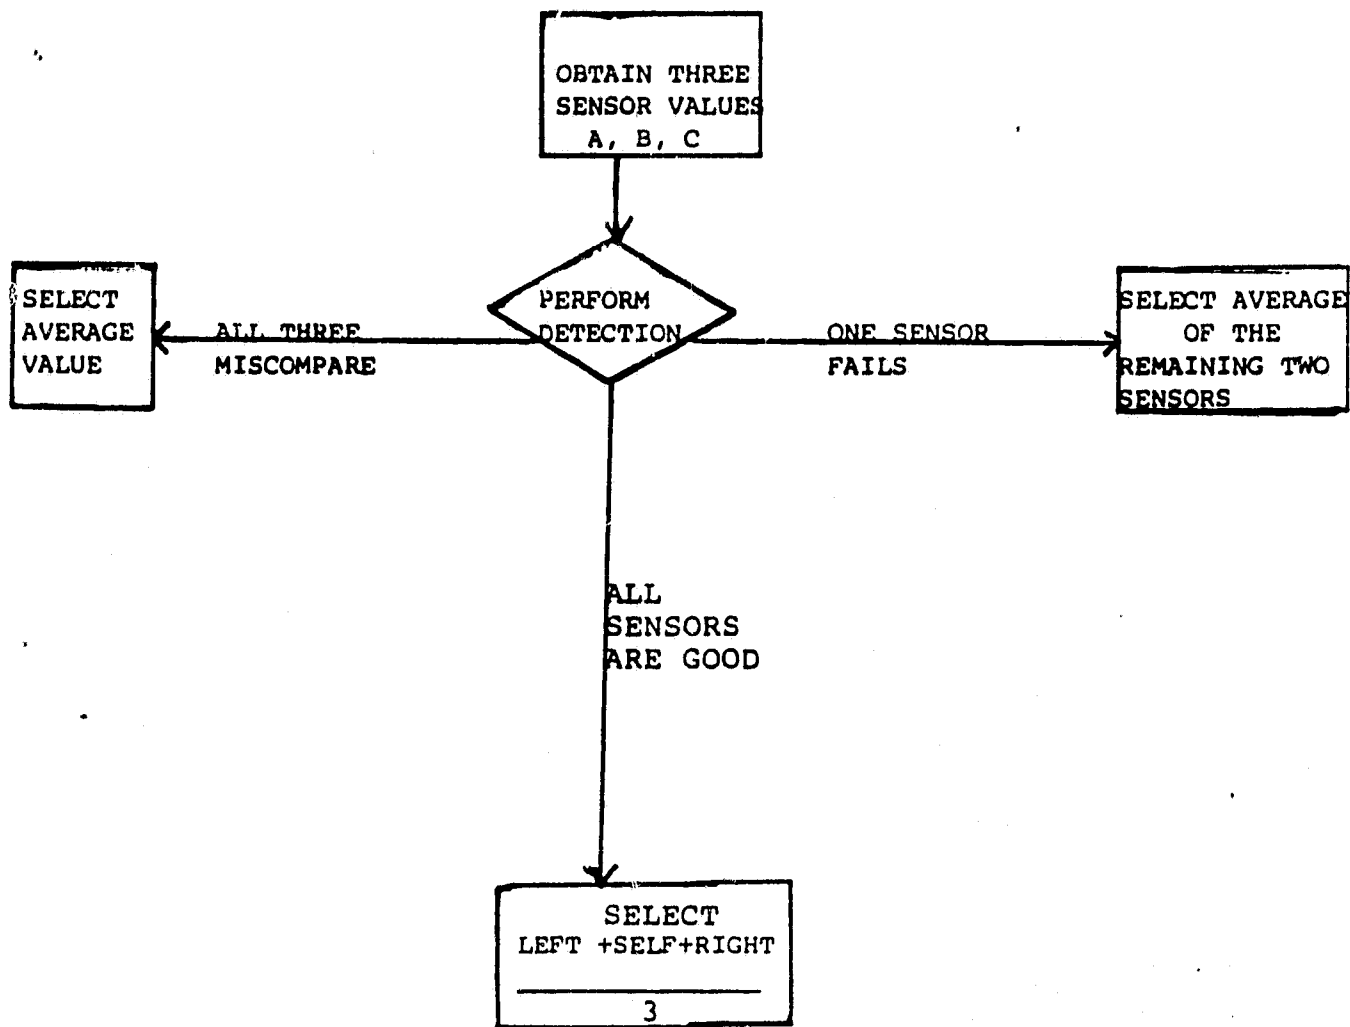 OBTAIN THREE
SENSOR VALUES
A, B, C
PERFORM
DETECTION
SELECT
AVERAGE
VALUE
ALL THREE
MISCOMPARE
ONE SENSOR
FAILS
SELECT AVERAGE
OF THE
REMAINING TWO
SENSORS
ALL
SENSORS
ARE GOOD
SELECT
LEFT +SELF+RIGHT
3